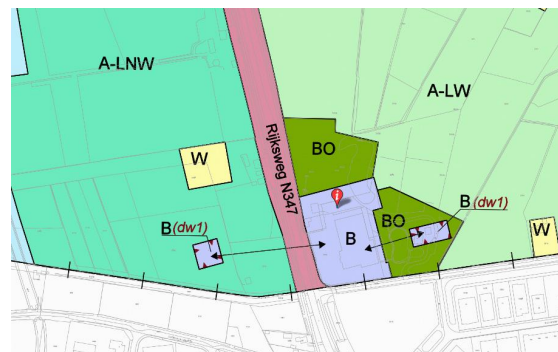 A-LNW
A-LW
Rijksweg N347
W
BO
B(dw1)
B(dw1)
BO
B
W